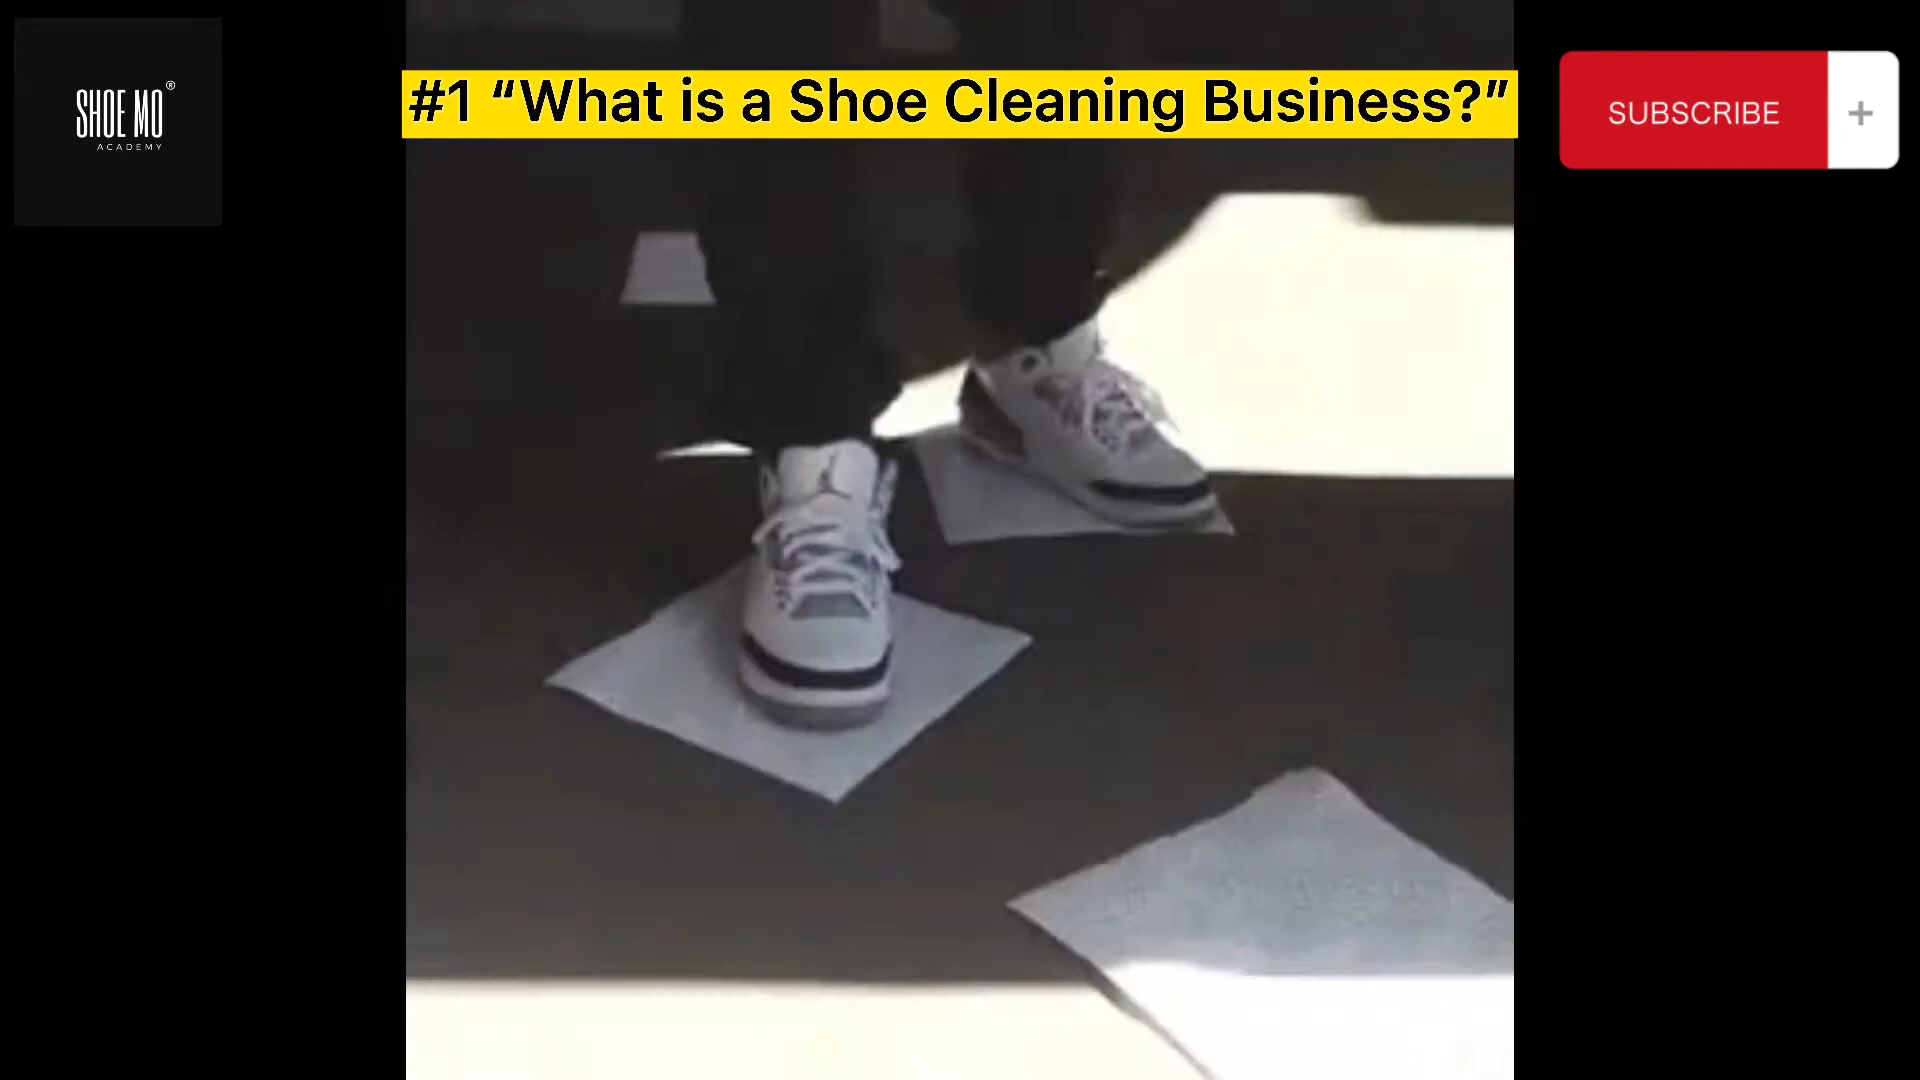 SHOE MO®
ACADEMY
#1 “What is a Shoe Cleaning Business?”
SUBSCRIBE +